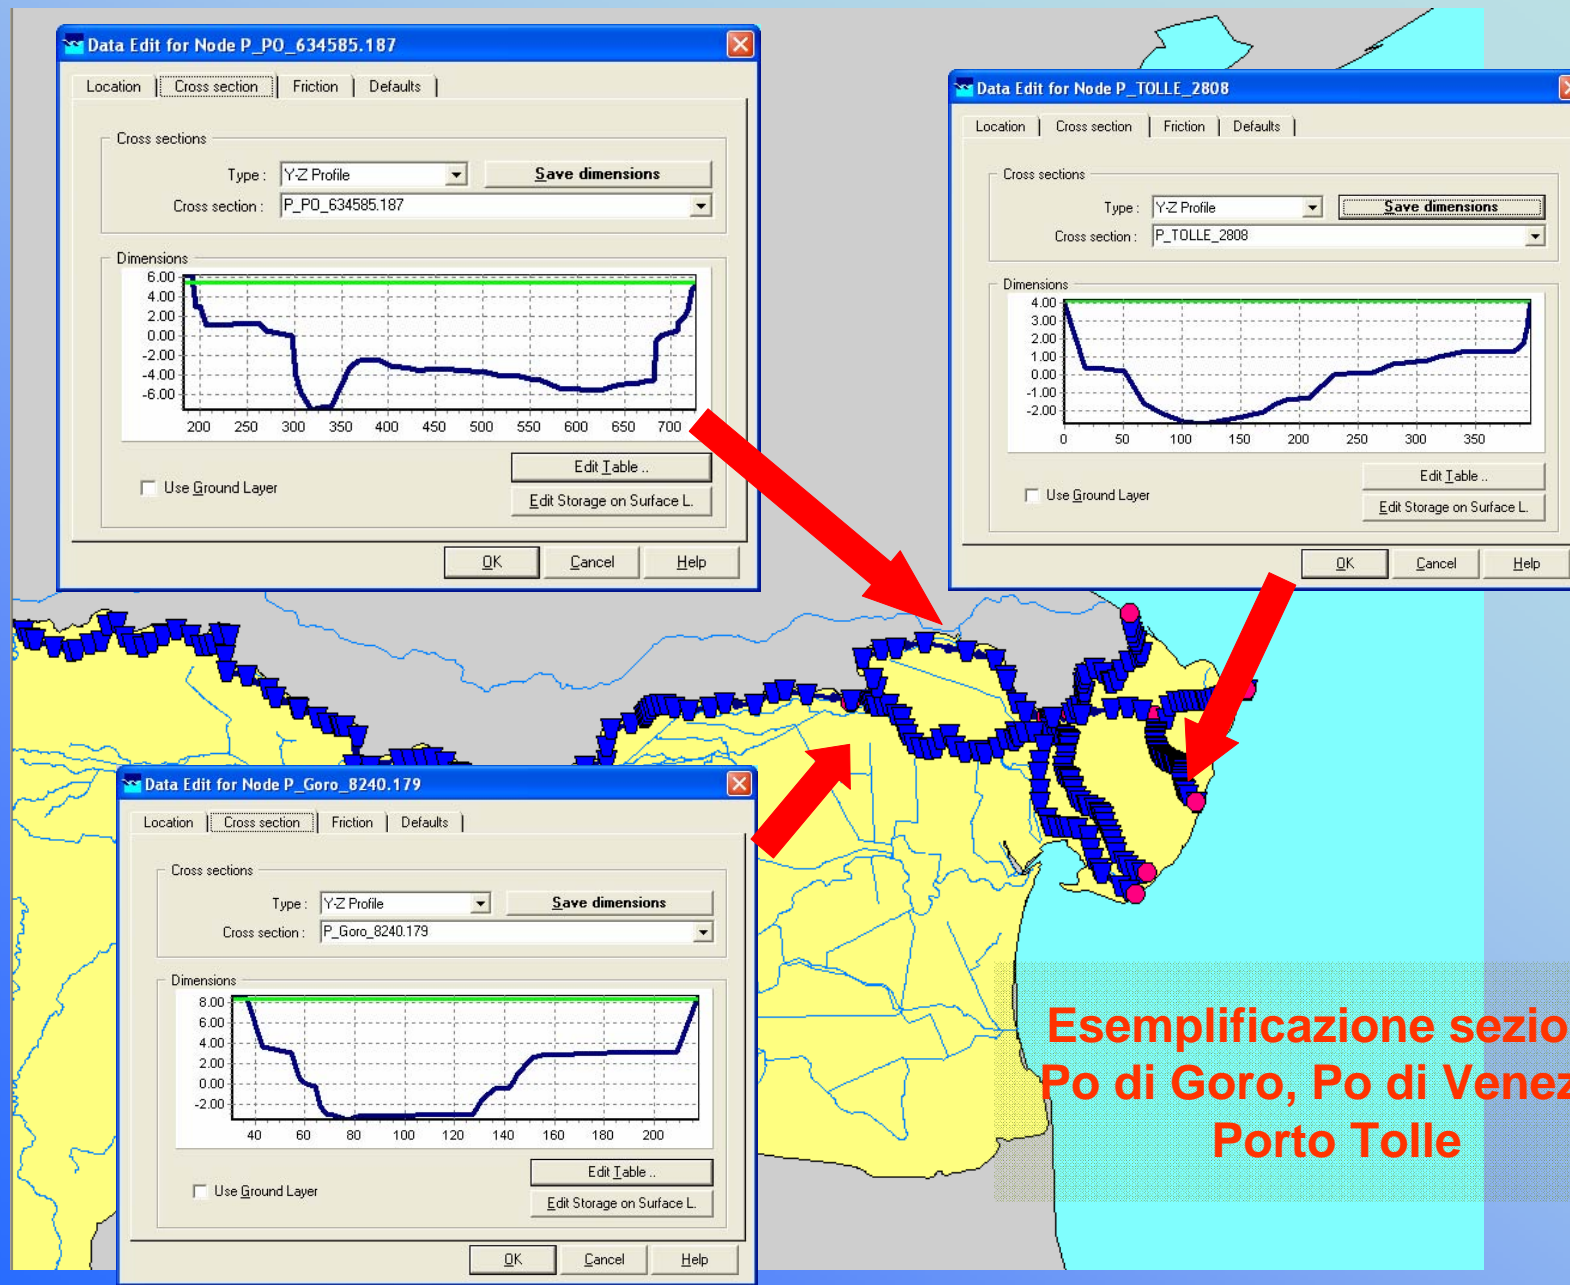 Data Edit for Node P_PO_634585.187
Location Cross section Friction Defaults
Cross sections
Type : Y-Z Profile Save dimensions
Cross section : P_PO_634585.187
Dimensions
6.00
4.00
2.00
0.00
-2.00
-4.00
-6.00
200 250 300 350 400 450 500 550 600 650 700
Edit Table ..
Use Ground Layer
Edit Storage on Surface L.
OK Cancel Help
Data Edit for Node P_TOLLE_2808
Location Cross section Friction Defaults
Cross sections
Type : Y-Z Profile Save dimensions
Cross section : P_TOLLE_2808
Dimensions
4.00
3.00
2.00
1.00
0.00
-1.00
-2.00
0 50 100 150 200 250 300 350
Edit Table ..
Use Ground Layer
Edit Storage on Surface L.
OK Cancel Help
Data Edit for Node P_Goro_8240.179
Location Cross section Friction Defaults
Cross sections
Type : Y-Z Profile Save dimensions
Cross section : P_Goro_8240.179
Dimensions
8.00
6.00
4.00
2.00
0.00
-2.00
40 60 80 100 120 140 160 180 200
Edit Table ..
Use Ground Layer
Edit Storage on Surface L.
OK Cancel Help
Esemplificazione sezio
Po di Goro, Po di Venez
Porto Tolle